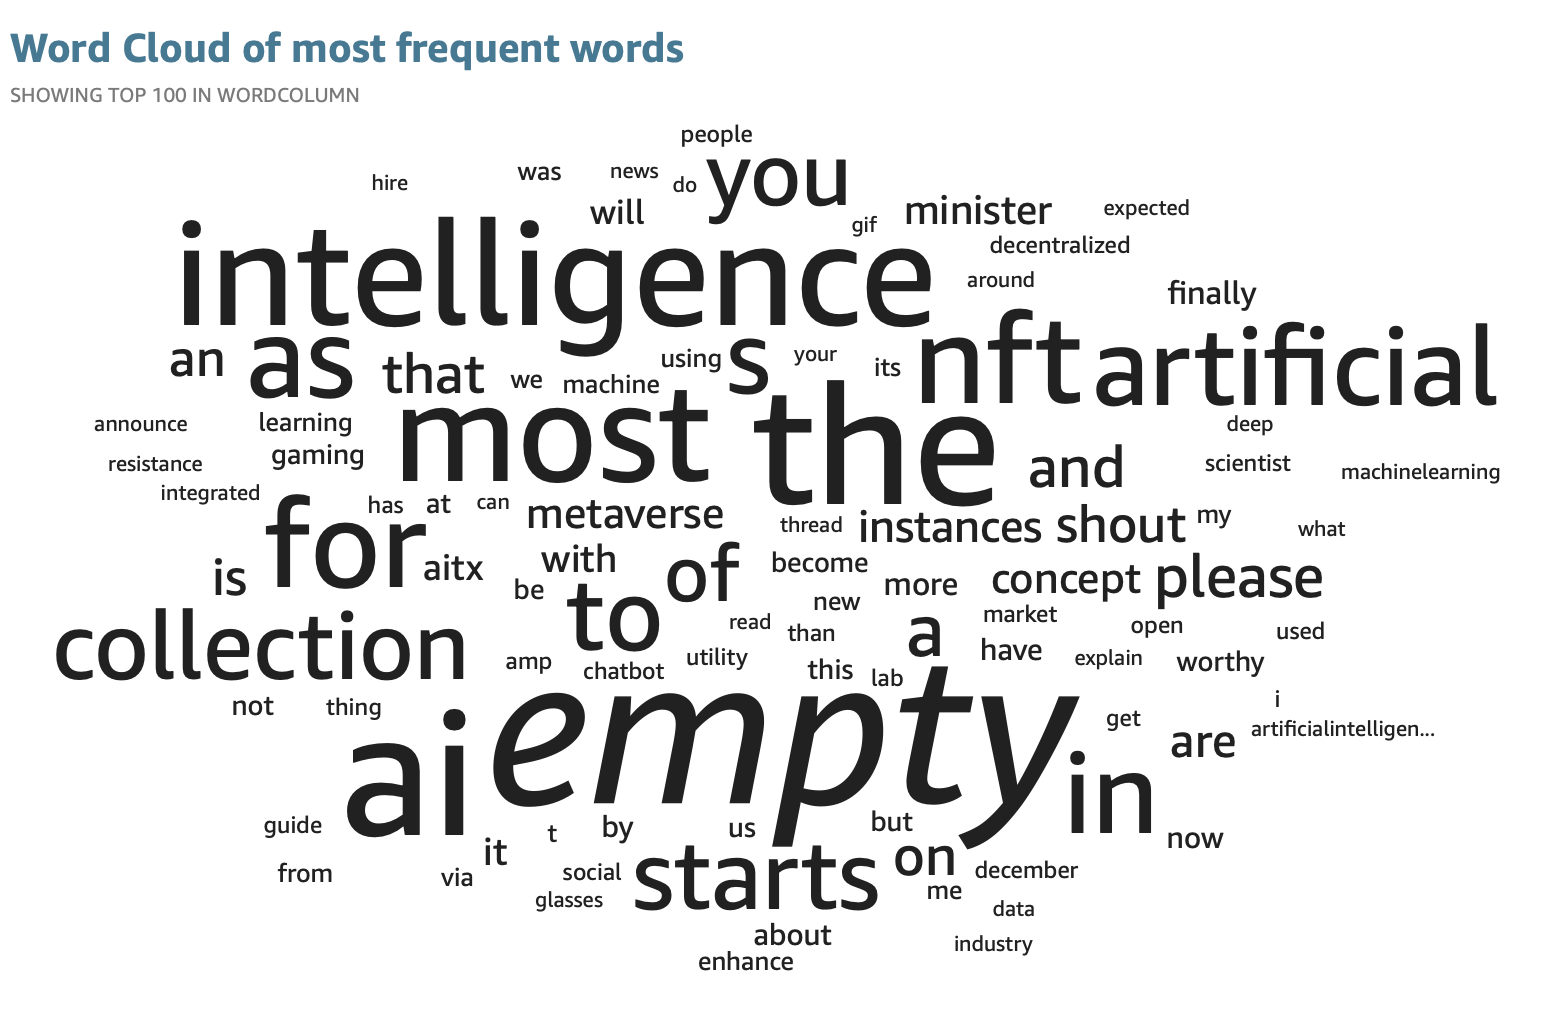 Word Cloud of most frequent words
SHOWING TOP 100 IN WORDCOLUMN
people
hire was news do you
will gif minister expected
intelligence decentralized
around
finally
an as that we machine using s your its nft artificial
announce learning most the deep
resistance gaming and scientist machinelearning
integrated
for has at can metaverse thread instances shout my what
is aitx with of become more concept please
be to new market
collection read than a open used
amp chatbot utility this lab have explain worthy
not thing i
ai empty get are artificialintelligen...
in
guide it t by us but now
from via social starts on december
glasses me data
about industry
enhance